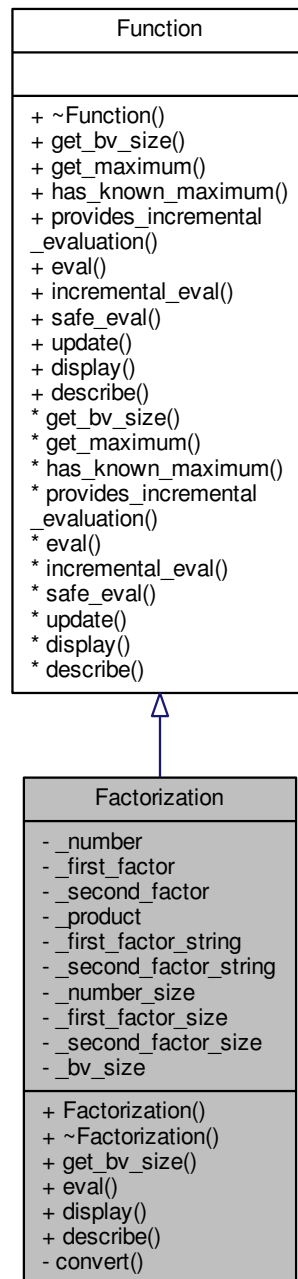 Function
+ ~Function()
+ get_bv_size()
+ get_maximum()
+ has_known_maximum()
+ provides_incremental
_evaluation()
+ eval()
+ incremental_eval()
+ safe_eval()
+ update()
+ display()
+ describe()
* get_bv_size()
* get_maximum()
* has_known_maximum()
* provides_incremental
_evaluation()
* eval()
* incremental_eval()
* safe_eval()
* update()
* display()
* describe()
Factorization
- _number
- _first_factor
- _second_factor
- _product
- _first_factor_string
- _second_factor_string
- _number_size
- _first_factor_size
- _second_factor_size
- _bv_size
+ Factorization()
+ ~Factorization()
+ get_bv_size()
+ eval()
+ display()
+ describe()
- convert()